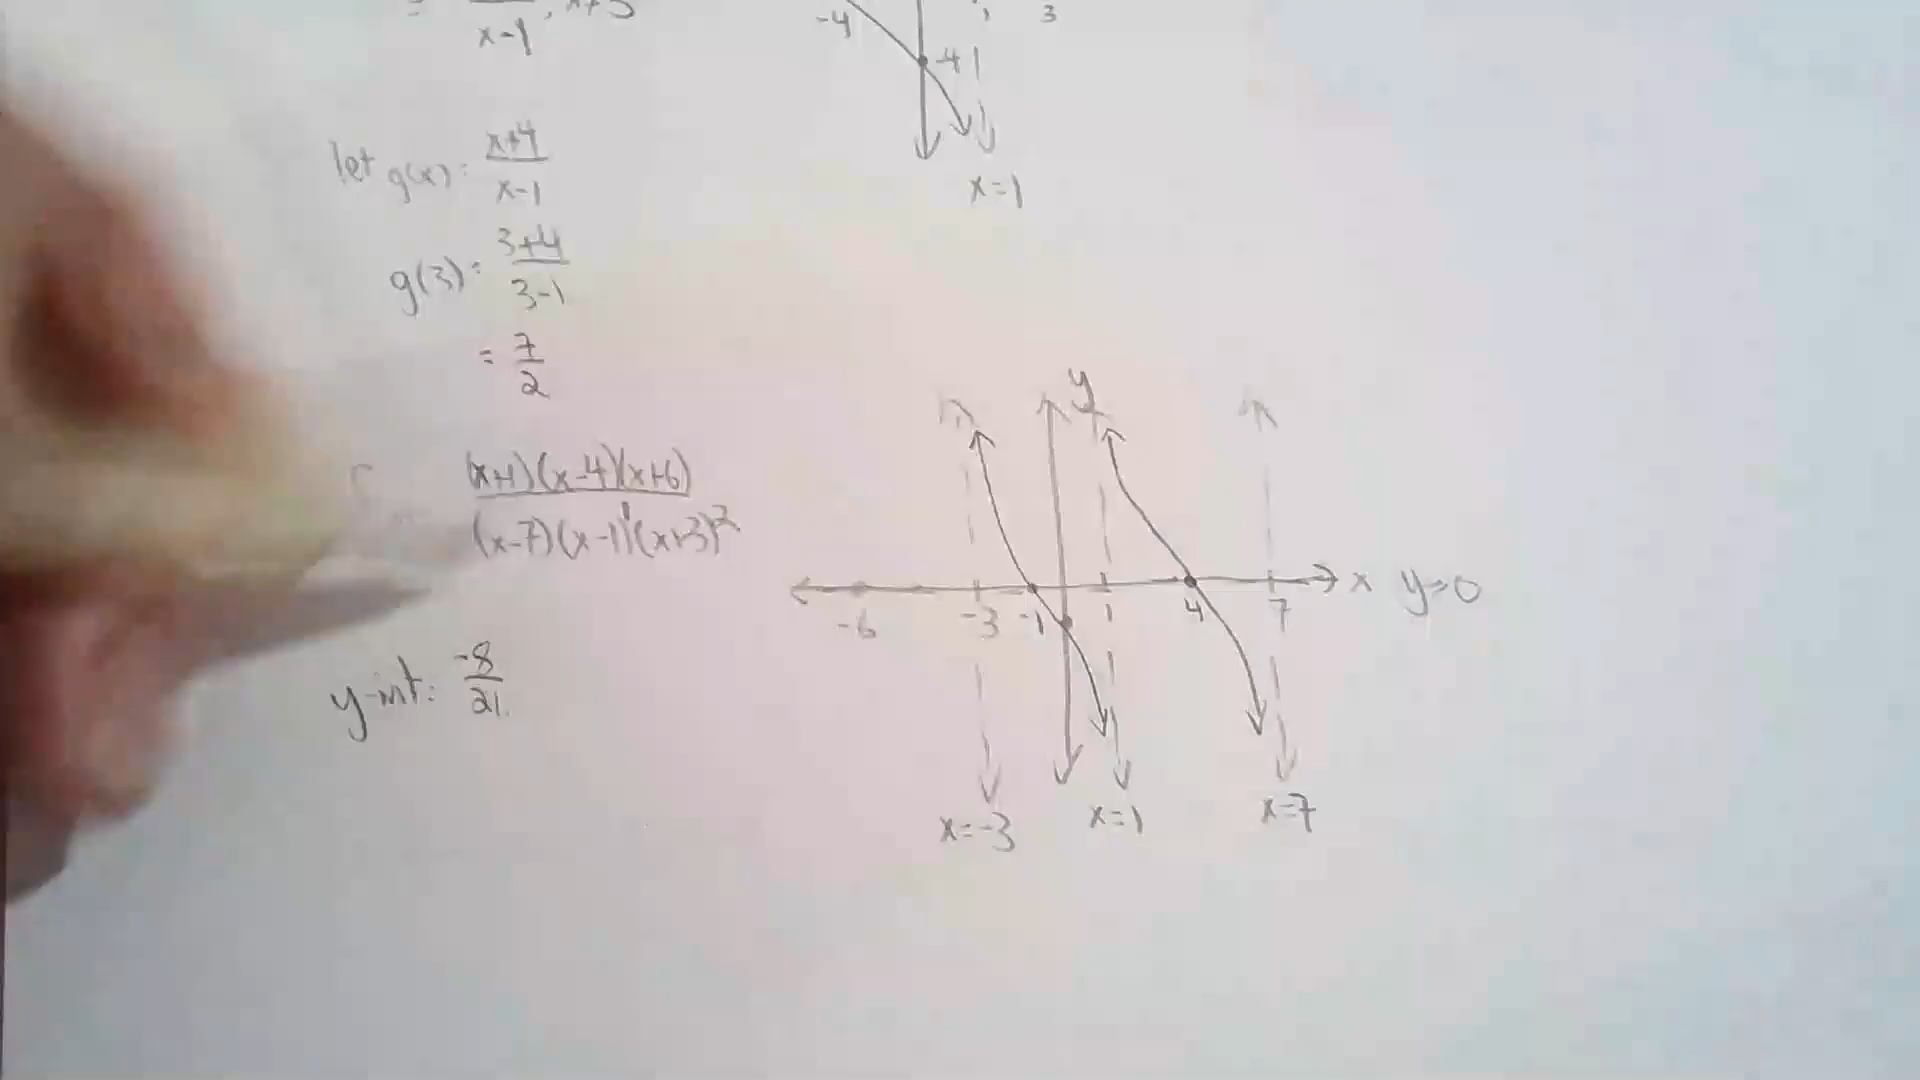 x-1
-4
3
-4
let g(x) = x+4 / x-1
x=1
g(3) = 3+4 / 3-1
= 7/2
y
(x+1)(x-4)(x+6) / (x-7)(x-1)(x+3)²
-6 -3 -1 1 4 7 x y=0
y-int: -8/21
x=-3 x=1 x=7